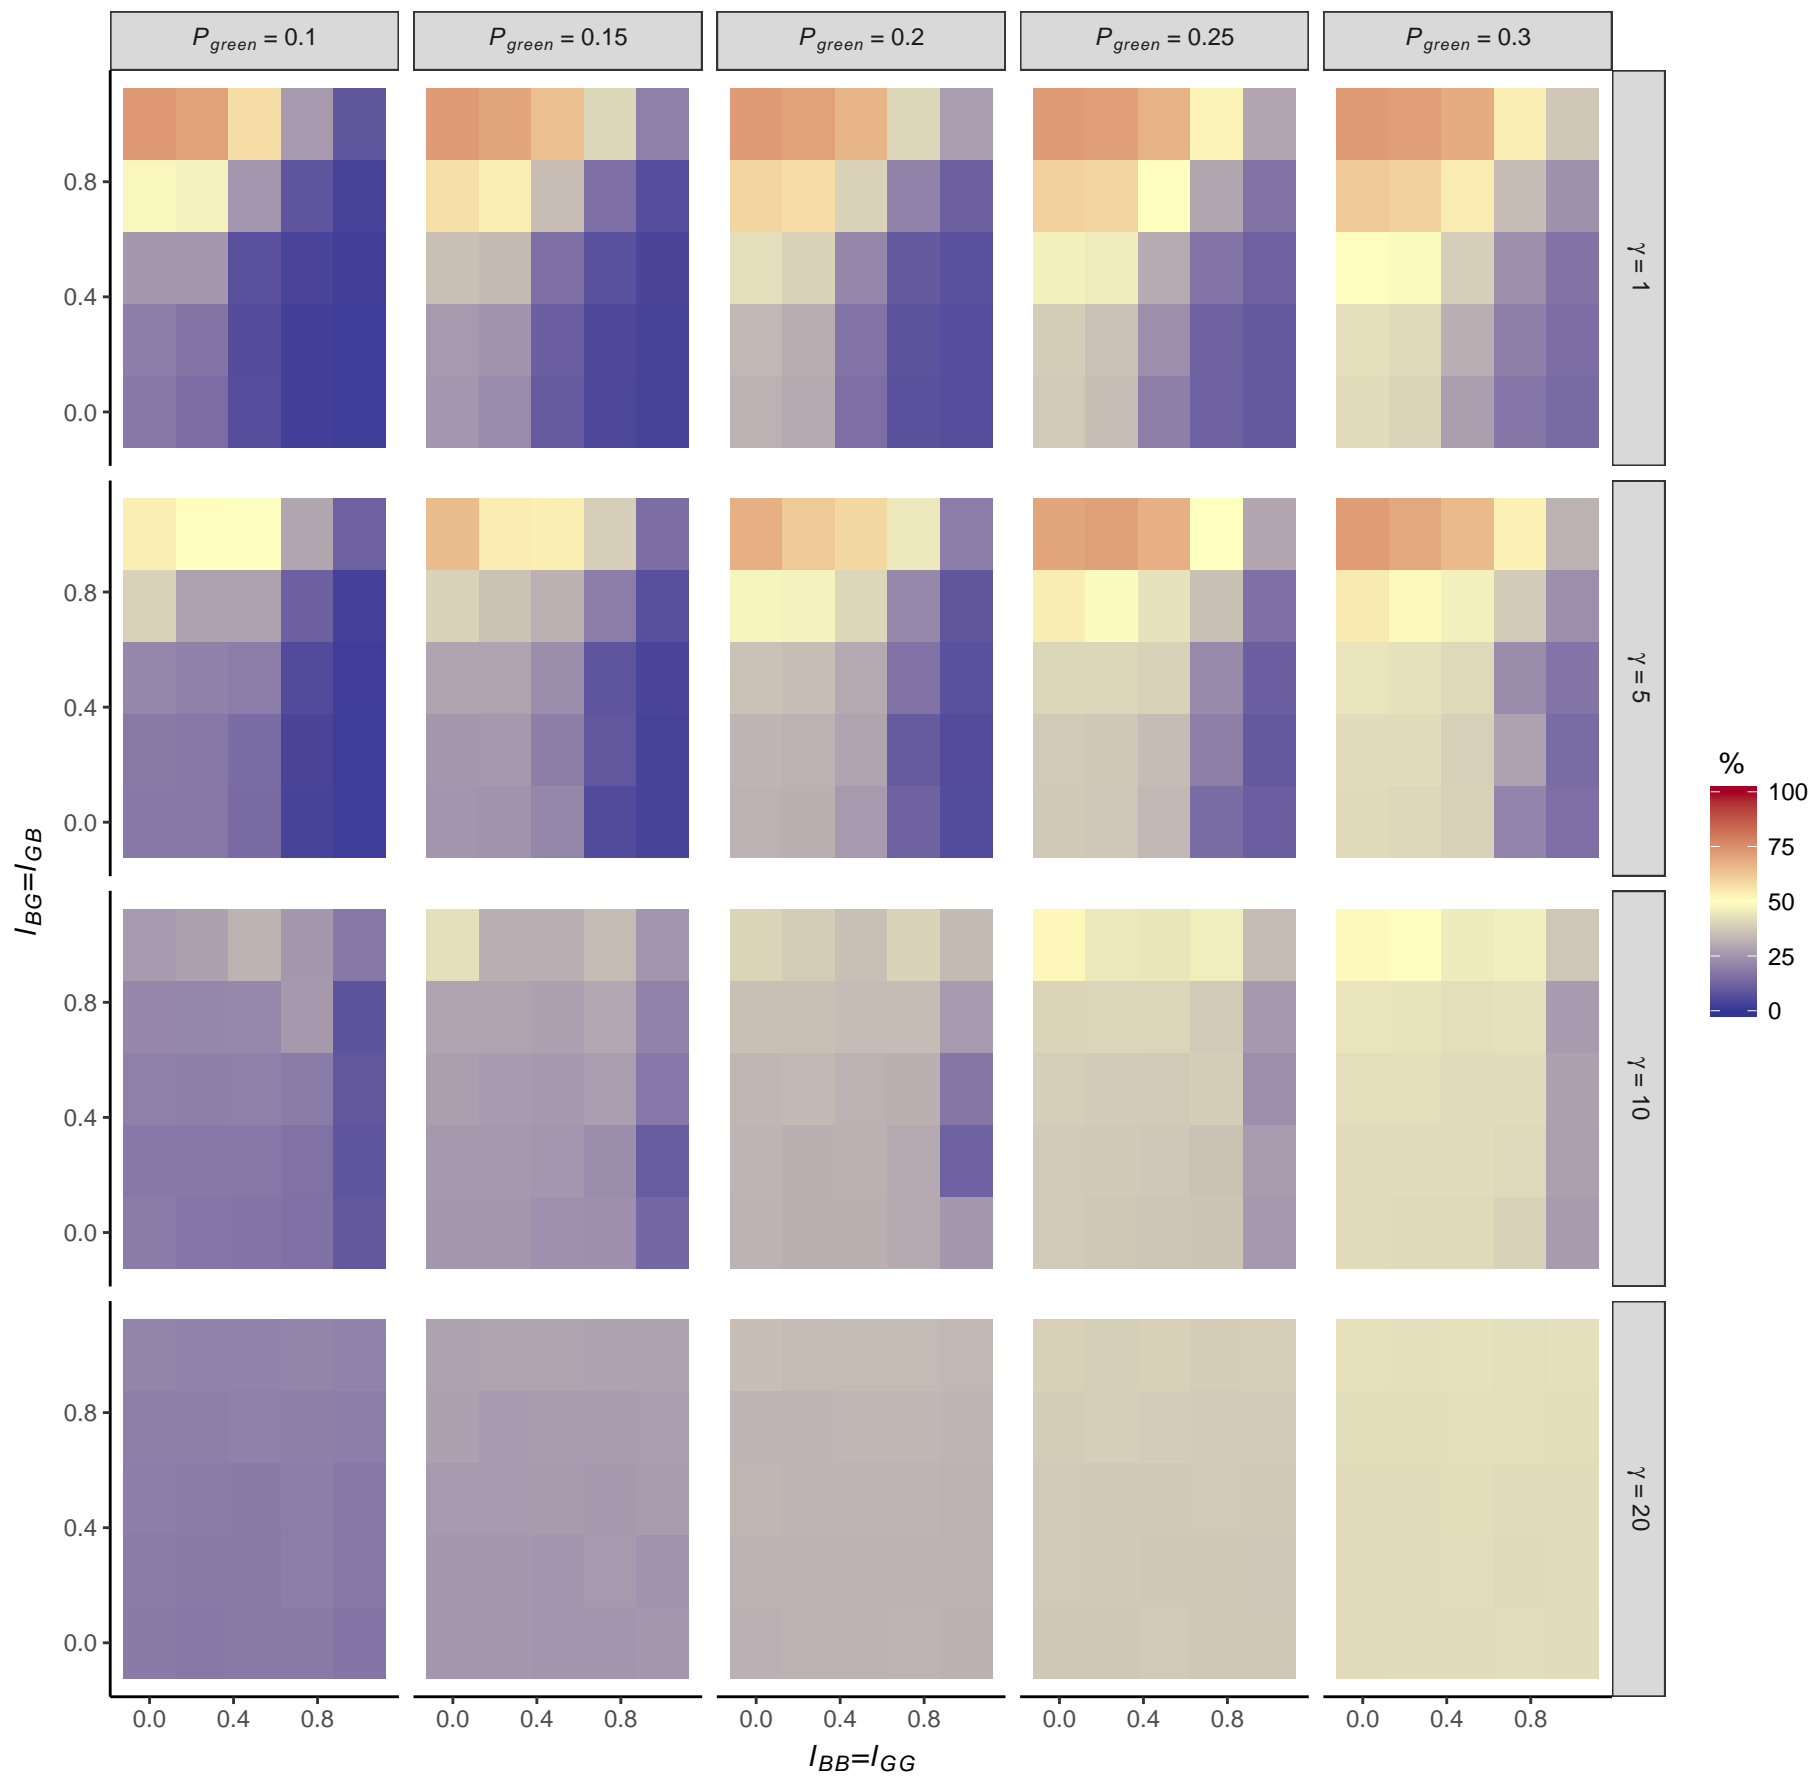 P_green = 0.1
P_green = 0.15
P_green = 0.2
P_green = 0.25
P_green = 0.3
0.8
0.4
0.0
γ = 1
0.8
0.4
0.0
γ = 5
0.8
0.4
0.0
γ = 10
0.8
0.4
0.0
γ = 20
0.0 0.4 0.8
0.0 0.4 0.8
0.0 0.4 0.8
0.0 0.4 0.8
0.0 0.4 0.8
I_BB=I_GG
I_BG=I_GB
%
100
75
50
25
0